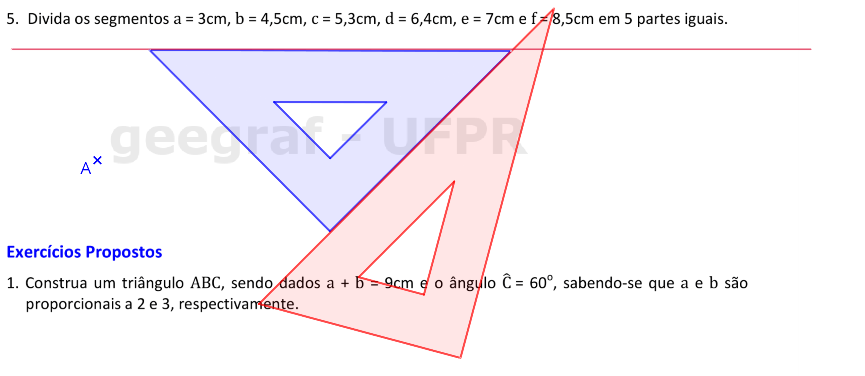 5. Divida os segmentos a = 3cm, b = 4,5cm, c = 5,3cm, d = 6,4cm, e = 7cm e f = 8,5cm em 5 partes iguais.
geegraf - UFPR
A
Exercícios Propostos
1. Construa um triângulo ABC, sendo dados a + b = 9cm e o ângulo Ĉ = 60º, sabendo-se que a e b são
proporcionais a 2 e 3, respectivamente.